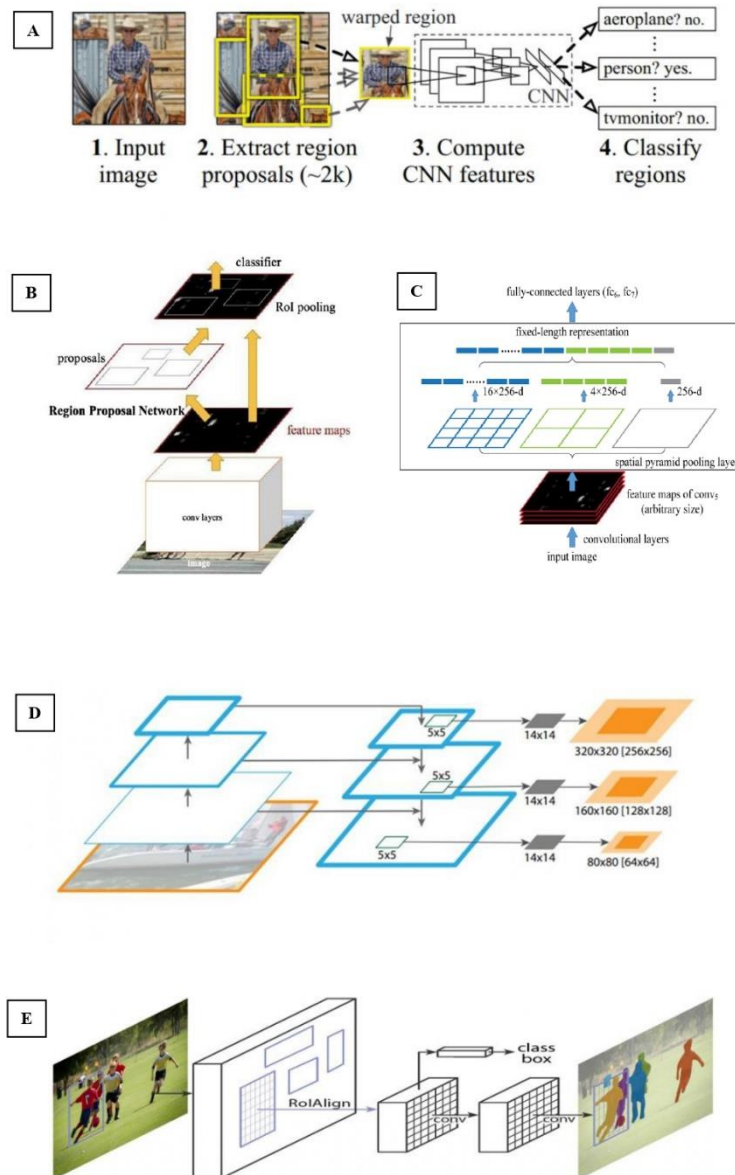 A
warped region
aeroplane? no.
person? yes.
tvmonitor? no.
CNN
1. Input image
2. Extract region proposals (~2k)
3. Compute CNN features
4. Classify regions
B
classifier
RoI pooling
proposals
Region Proposal Network
feature maps
conv layers
image
C
fully-connected layers (fc₆, fc₇)
fixed-length representation
16×256-d
4×256-d
256-d
spatial pyramid pooling laye
feature maps of conv₅
(arbitrary size)
convolutional layers
input image
D
5x5
14x14
320x320 [256x256]
5x5
14x14
160x160 [128x128]
5x5
14x14
80x80 [64x64]
E
class
box
RoIAlign
conv
conv